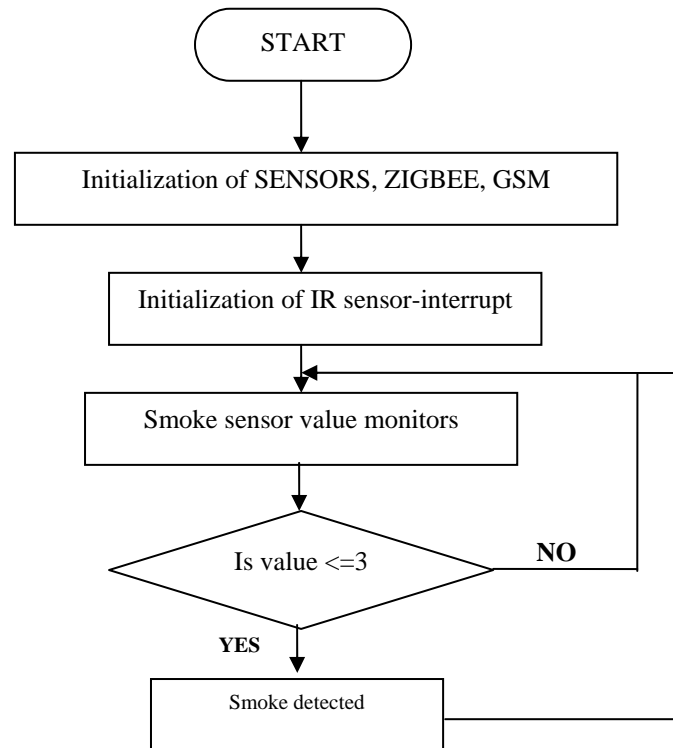 START
Initialization of SENSORS, ZIGBEE, GSM
Initialization of IR sensor-interrupt
Smoke sensor value monitors
Is value <=3
NO
YES
Smoke detected